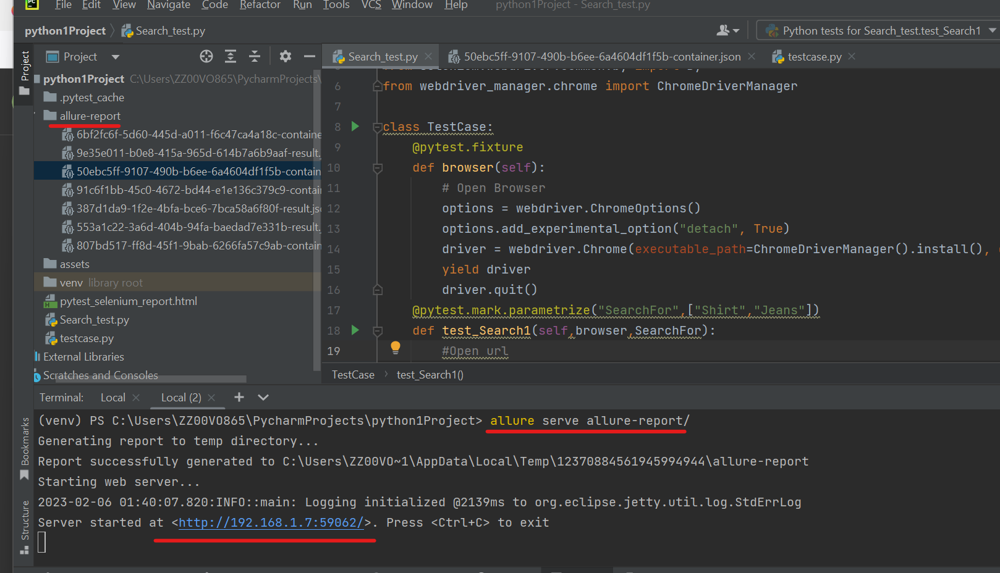 PC File Edit View Navigate Code Refactor Run Tools VCS Window Help python1Project - Search_test.py
python1Project Search_test.py Python tests for Search_test.test_Search1
Project
Project
Search_test.py 50ebc5ff-9107-490b-b6ee-6a4604df1f5b-container.json testcase.py
python1Project C:\Users\ZZ00VO865\PycharmProjects\
.pytest_cache
allure-report
6bf2fc6f-5d60-445d-a011-f6c47ca4a18c-containe
9e35e011-b0e8-415a-965d-614b7a6b9aaf-result.
50ebc5ff-9107-490b-b6ee-6a4604df1f5b-contain
91c6f1bb-45c0-4672-bd44-e1e136c379c9-contai
387d1da9-1f2e-4bfa-bce6-7bca58a6f80f-result.js
553a1c22-3a6d-404b-94fa-baedad7e331b-result.
807bd517-ff8d-45f1-9bab-6266fa57c9ab-contain
assets
venv library root
pytest_selenium_report.html
Search_test.py
testcase.py
External Libraries
Scratches and Consoles
6 from webdriver_manager.chrome import ChromeDriverManager
7
8 class TestCase:
9 @pytest.fixture
10 def browser(self):
11 # Open Browser
12 options = webdriver.ChromeOptions()
13 options.add_experimental_option("detach", True)
14 driver = webdriver.Chrome(executable_path=ChromeDriverManager().install(),
15 yield driver
16 driver.quit()
17 @pytest.mark.parametrize("SearchFor",["Shirt","Jeans"])
18 def test_Search1(self,browser,SearchFor):
19 #Open url
TestCase test_Search1()
Terminal: Local Local (2)
(venv) PS C:\Users\ZZ00VO865\PycharmProjects\python1Project> allure serve allure-report/
Generating report to temp directory...
Report successfully generated to C:\Users\ZZ00VO~1\AppData\Local\Temp\12370884561945994944\allure-report
Starting web server...
2023-02-06 01:40:07.820:INFO::main: Logging initialized @2139ms to org.eclipse.jetty.util.log.StdErrLog
Server started at <http://192.168.1.7:59062/>. Press <Ctrl+C> to exit
Bookmarks
Structure